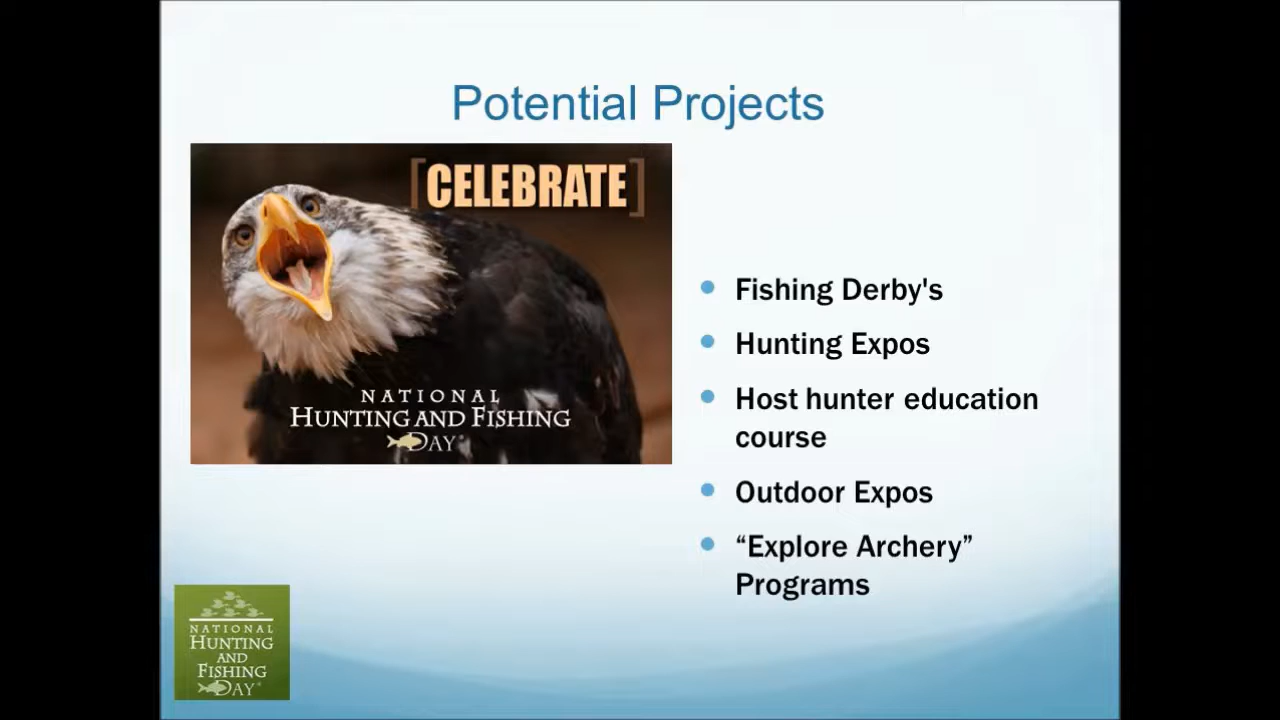 Potential Projects
[CELEBRATE]
NATIONAL
HUNTING AND FISHING
DAY®
• Fishing Derby's
• Hunting Expos
• Host hunter education
course
• Outdoor Expos
• “Explore Archery”
Programs
NATIONAL
HUNTING
AND
FISHING
DAY®